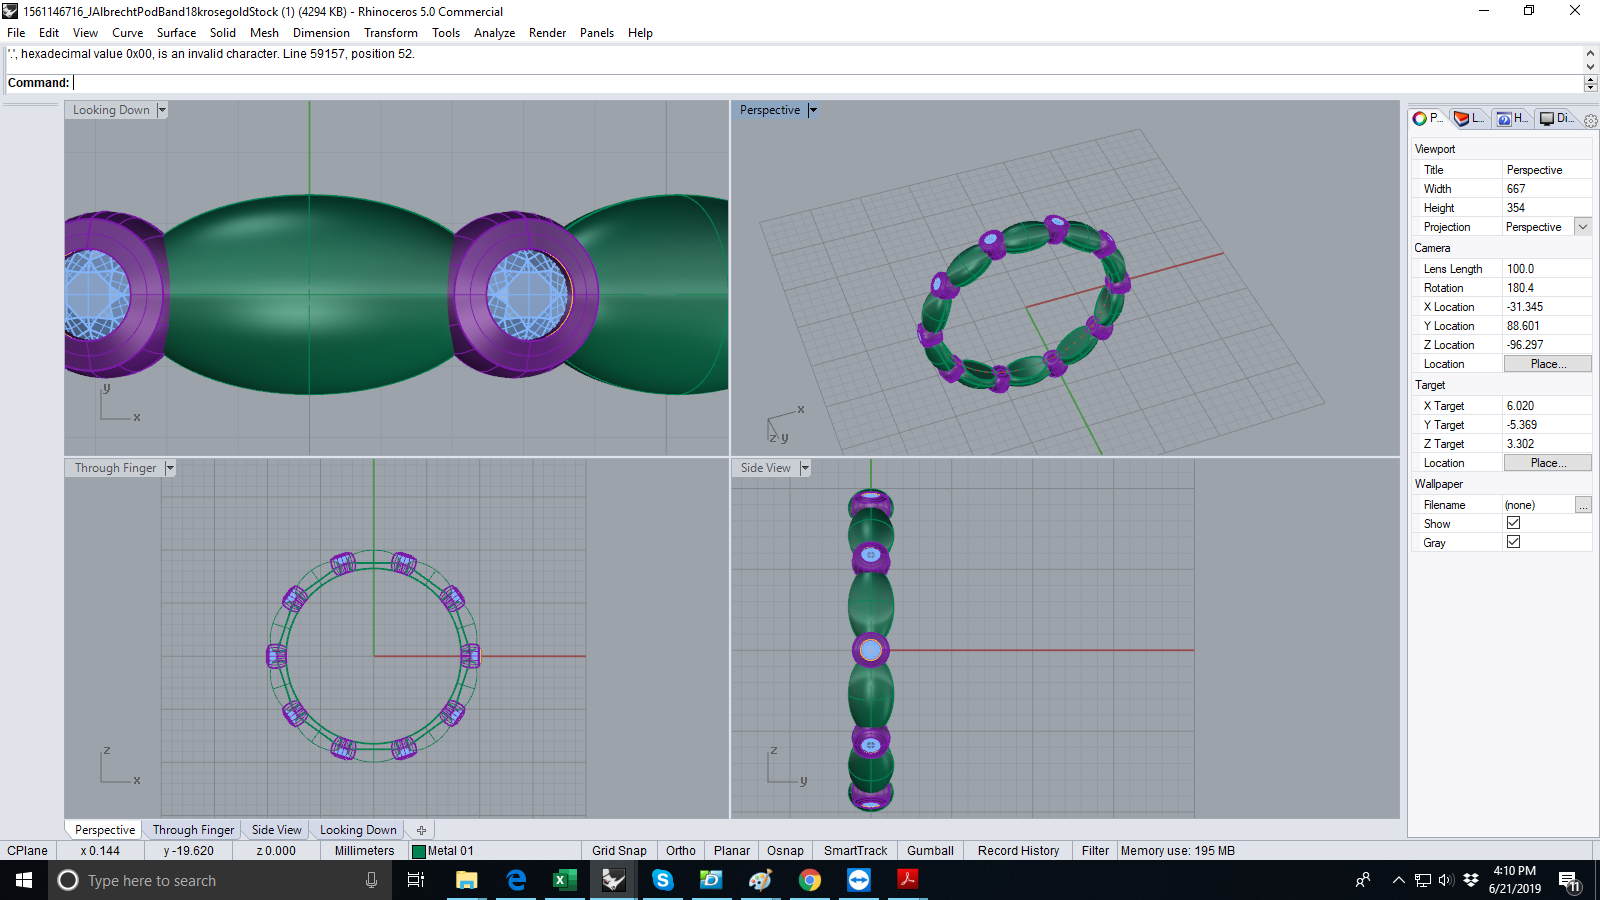 1561146716_JAlbrechtPodBand18krosegoldStock (1) (4294 KB) - Rhinoceros 5.0 Commercial
File Edit View Curve Surface Solid Mesh Dimension Transform Tools Analyze Render Panels Help
'.', hexadecimal value 0x00, is an invalid character. Line 59157, position 52.
Command:
Looking Down
Perspective
P... L... H... Di...
Viewport
Title Perspective
Width 667
Height 354
Projection Perspective
Camera
Lens Length 100.0
Rotation 180.4
X Location -31.345
Y Location 88.601
Z Location -96.297
Location Place...
Target
X Target 6.020
Y Target -5.369
Z Target 3.302
Location Place...
Wallpaper
Filename (none) ...
Show
Gray
y
x
x
z y
Through Finger
Side View
z
x
z
y
Perspective Through Finger Side View Looking Down
CPlane x 0.144 y -19.620 z 0.000 Millimeters Metal 01 Grid Snap Ortho Planar Osnap SmartTrack Gumball Record History Filter Memory use: 195 MB
Type here to search
4:10 PM
6/21/2019
11